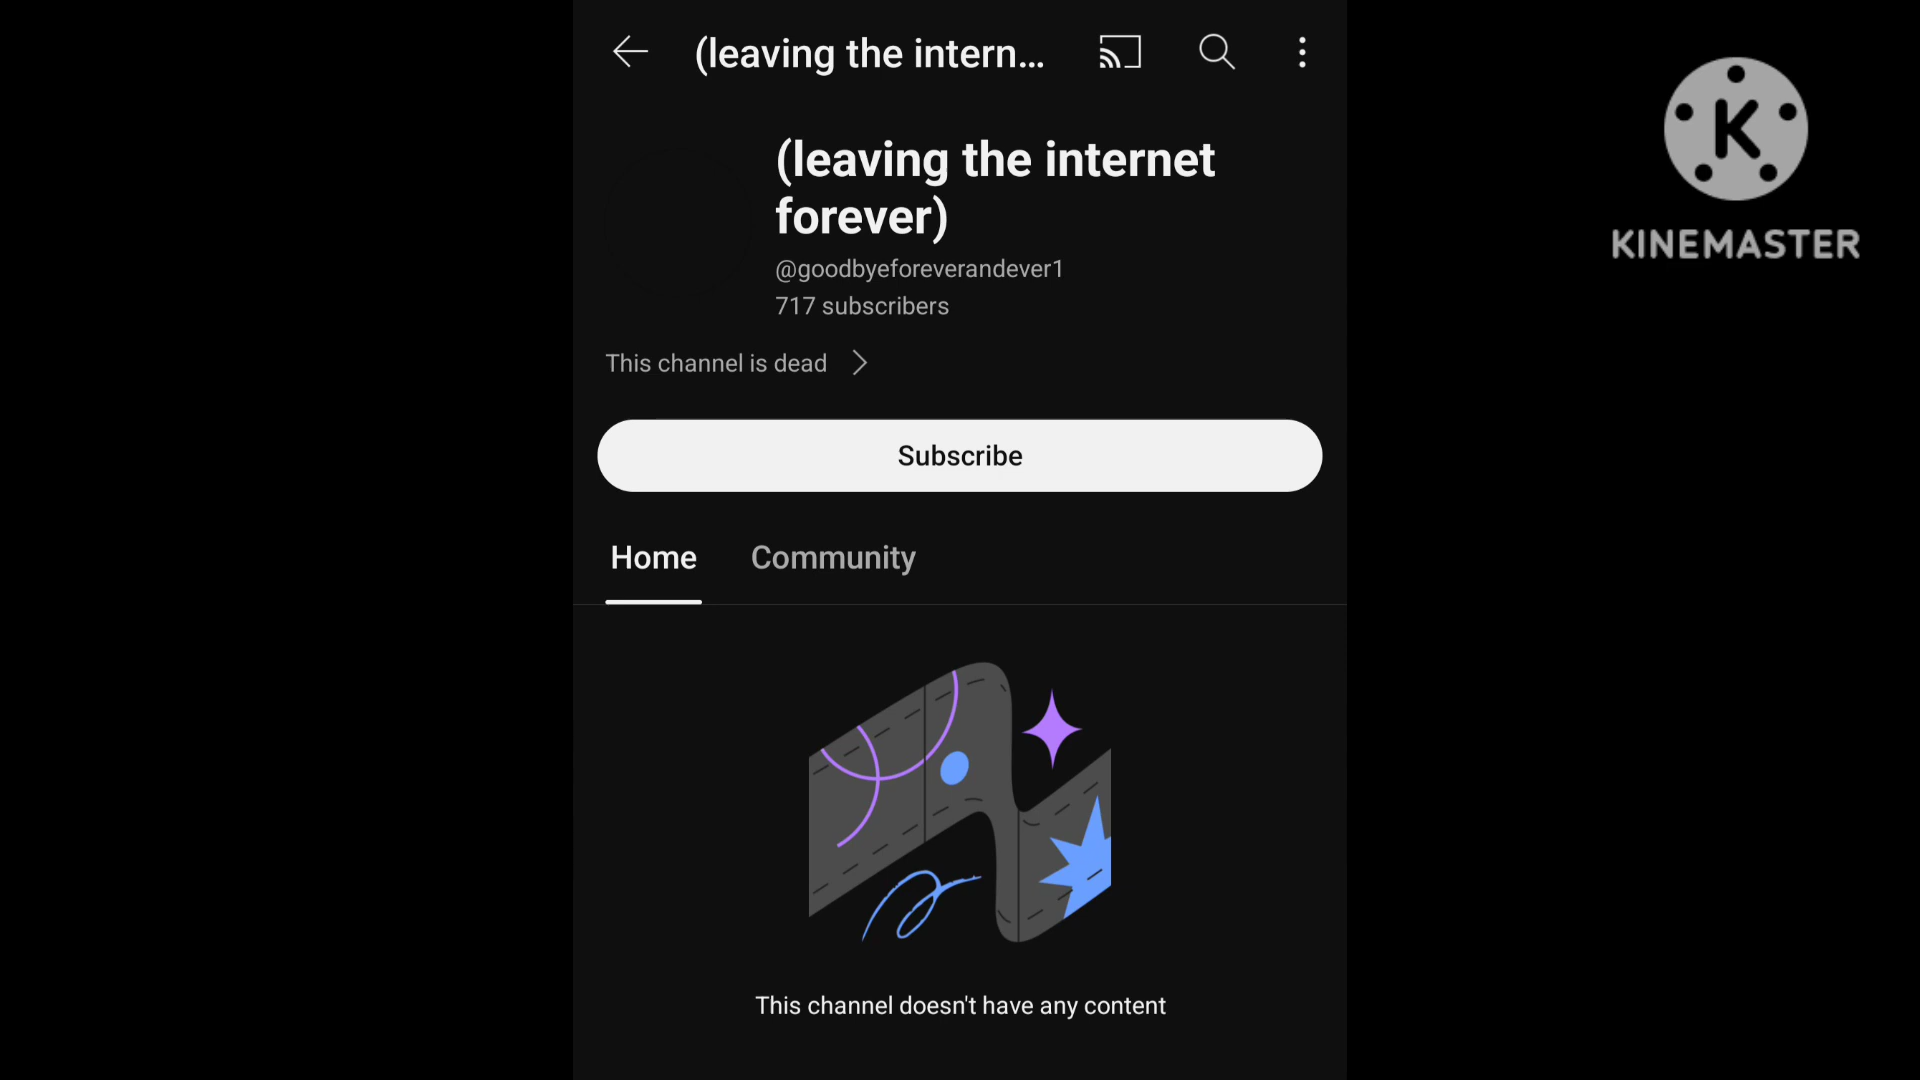 (leaving the intern...
K
KINEMASTER
(leaving the internet
forever)
@goodbyeforeverandever1
717 subscribers
This channel is dead
Subscribe
Home Community
This channel doesn't have any content